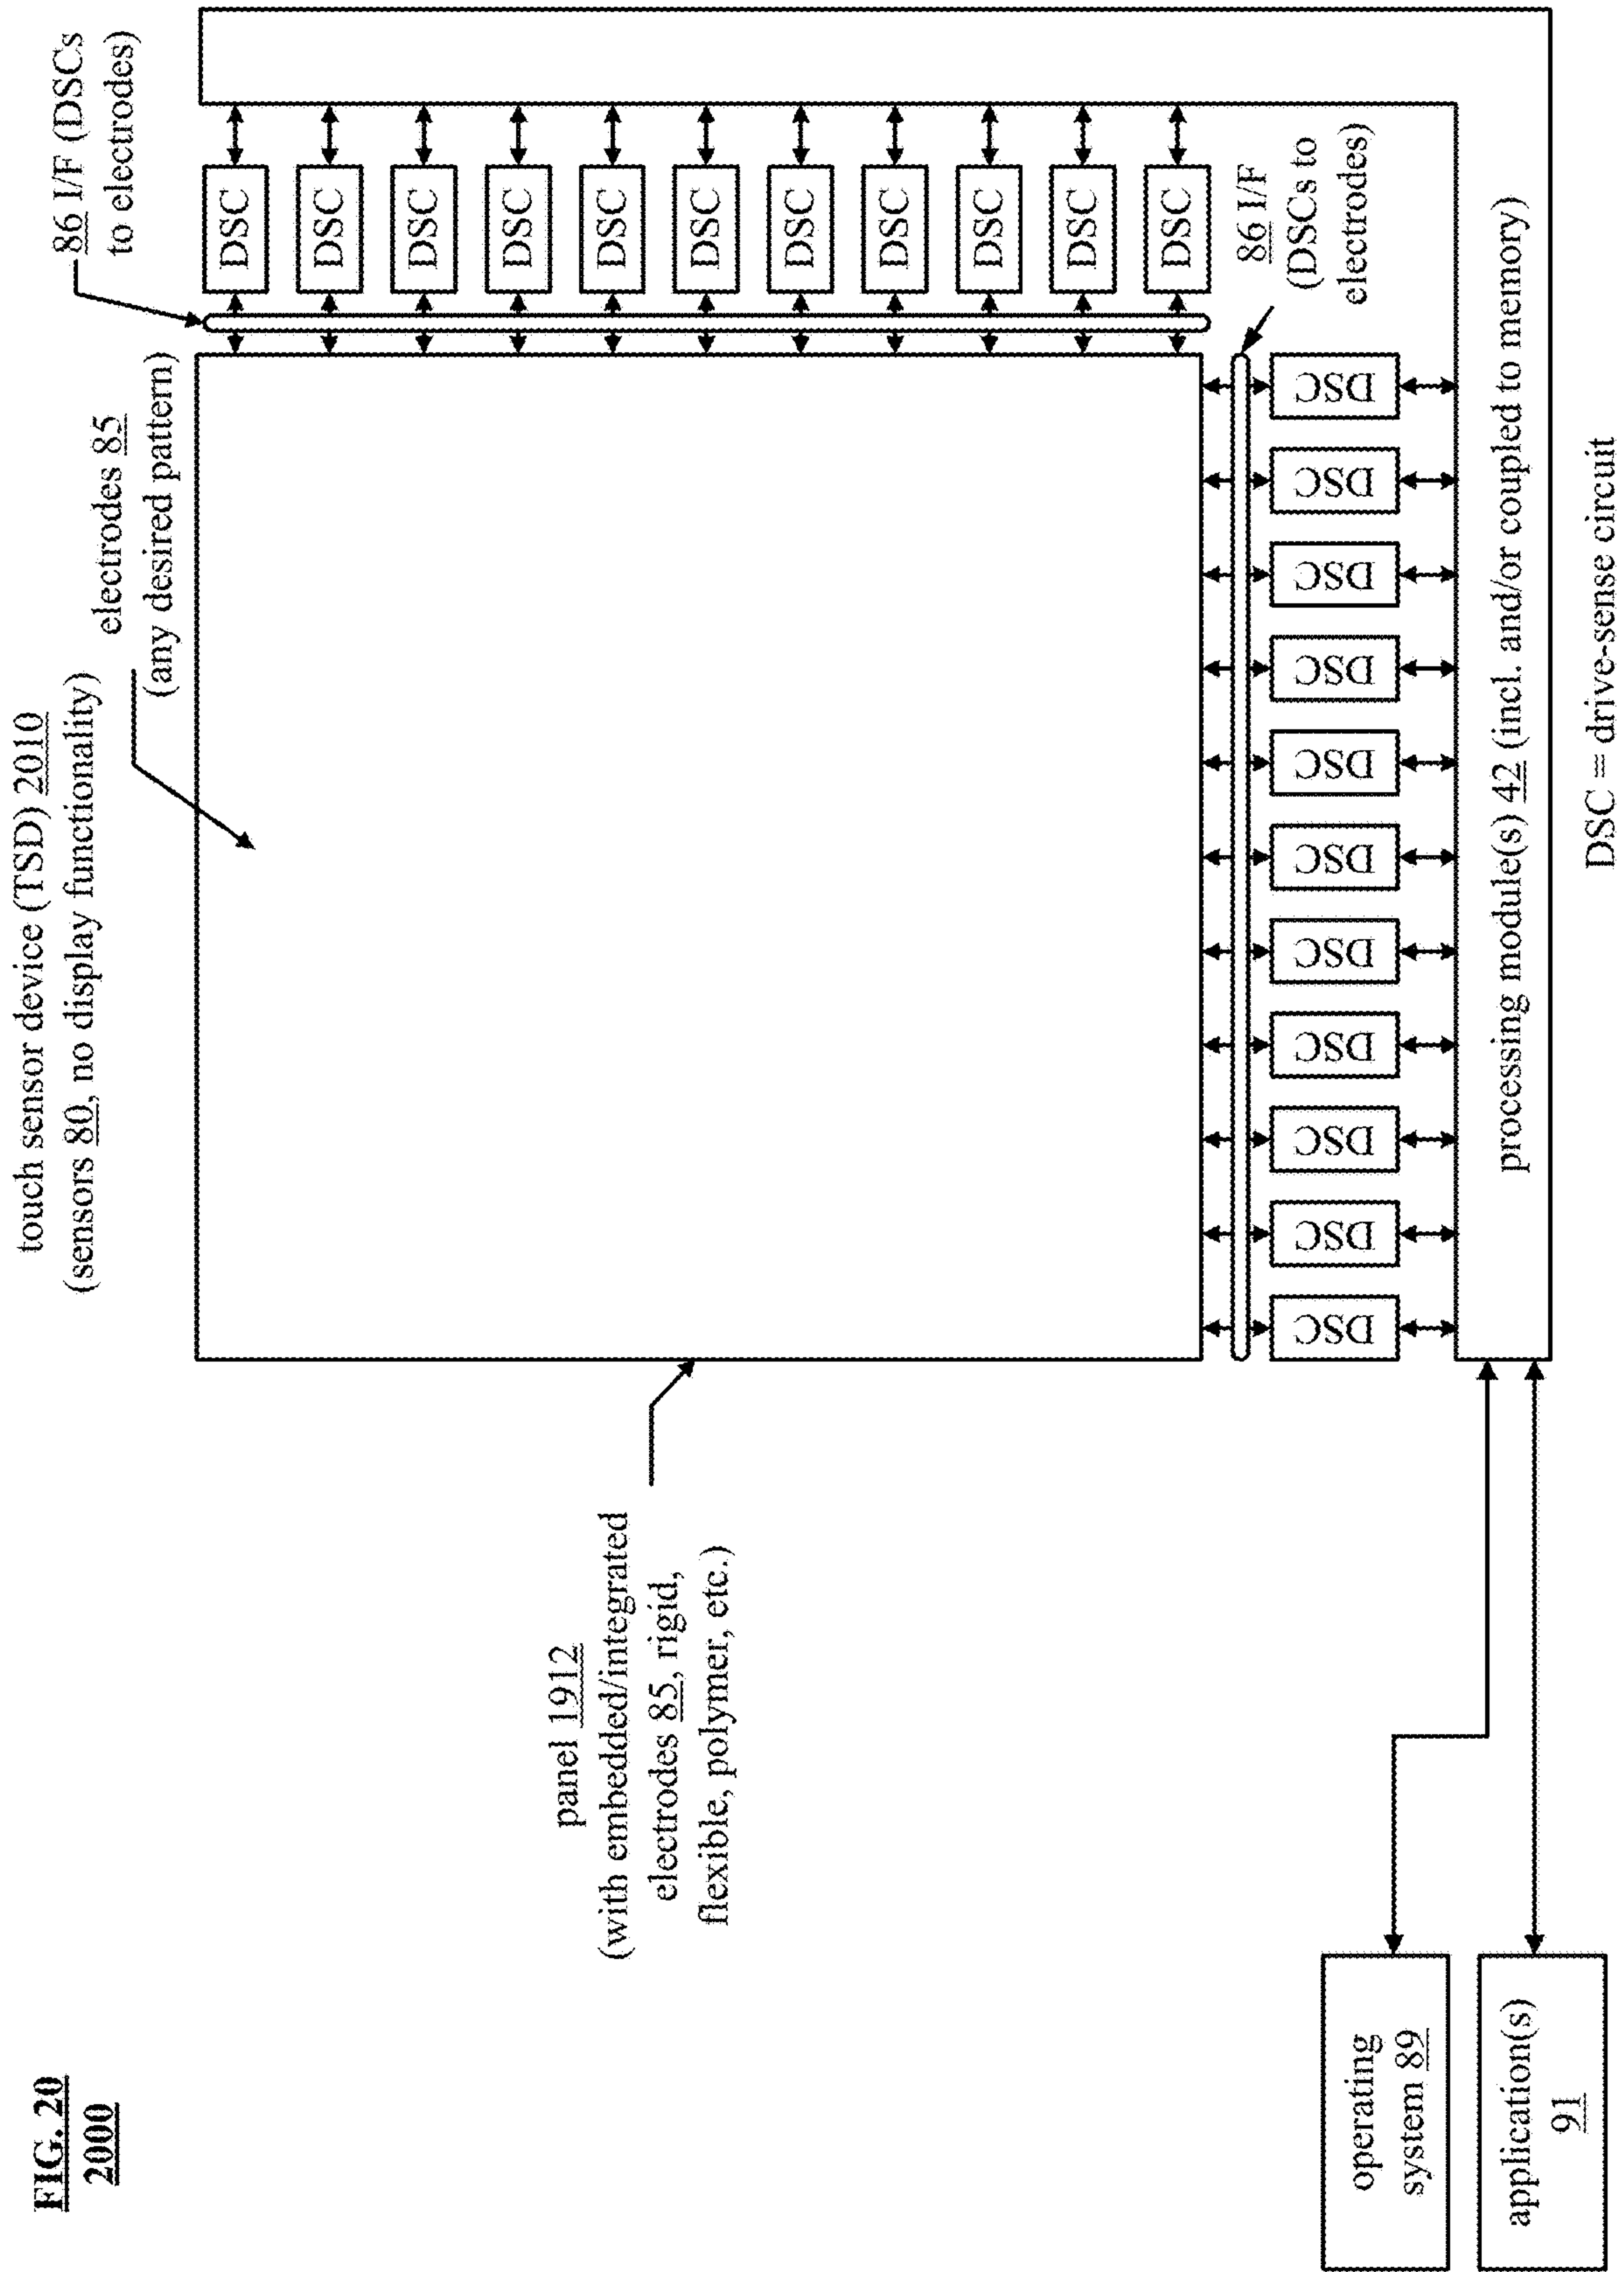 FIG. 20
2000
touch sensor device (TSD) 2010
(sensors 80, no display functionality)
electrodes 85
(any desired pattern)
86 I/F (DSCs
to electrodes)
panel 1912
(with embedded/integrated
electrodes 85, rigid,
flexible, polymer, etc.)
DSC
DSC
DSC
DSC
DSC
DSC
DSC
DSC
DSC
DSC
DSC
86 I/F
(DSCs to
electrodes)
DSC
DSC
DSC
DSC
DSC
DSC
DSC
DSC
DSC
DSC
DSC
operating
system 89
application(s)
91
processing module(s) 42 (incl. and/or coupled to memory)
DSC = drive-sense circuit